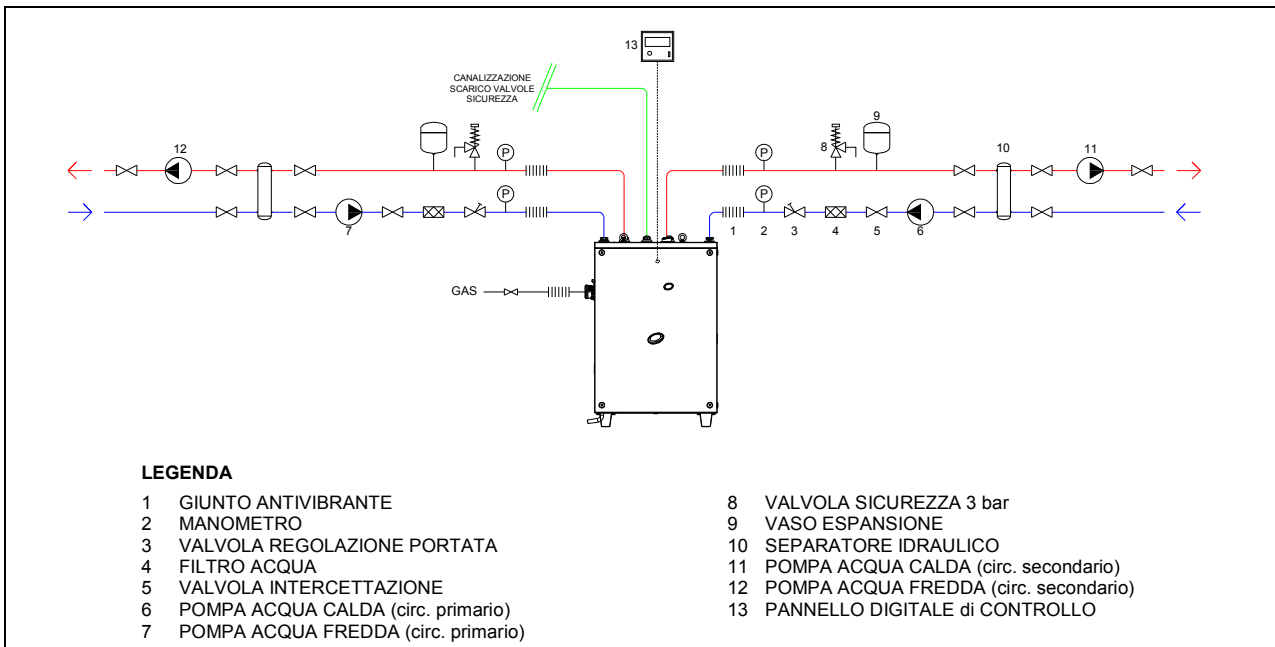 13
CANALIZZAZIONE
SCARICO VALVOLE
SICUREZZA
12
P
P
7
8
9
P
10
11
P
1
2
3
4
5
6
GAS
LEGENDA
1 GIUNTO ANTIVIBRANTE
2 MANOMETRO
3 VALVOLA REGOLAZIONE PORTATA
4 FILTRO ACQUA
5 VALVOLA INTERCETTAZIONE
6 POMPA ACQUA CALDA (circ. primario)
7 POMPA ACQUA FREDDA (circ. primario)
8 VALVOLA SICUREZZA 3 bar
9 VASO ESPANSIONE
10 SEPARATORE IDRAULICO
11 POMPA ACQUA CALDA (circ. secondario)
12 POMPA ACQUA FREDDA (circ. secondario)
13 PANNELLO DIGITALE di CONTROLLO